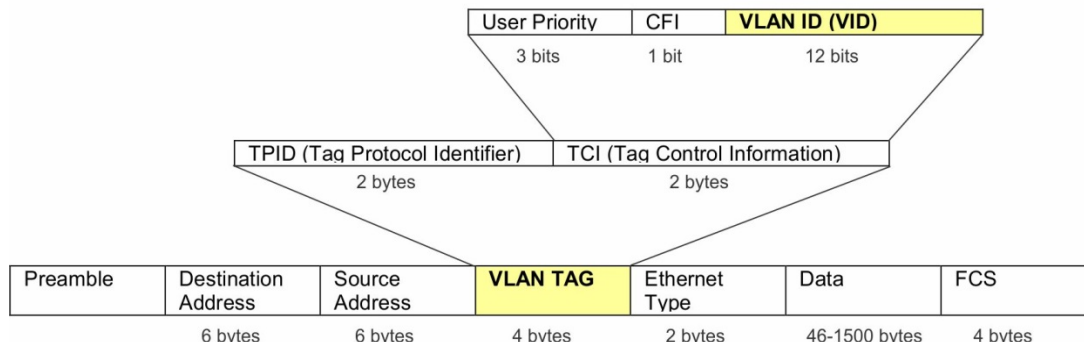 User Priority CFI VLAN ID (VID)
3 bits 1 bit 12 bits
TPID (Tag Protocol Identifier) TCI (Tag Control Information)
2 bytes 2 bytes
Preamble Destination Address Source Address VLAN TAG Ethernet Type Data FCS
6 bytes 6 bytes 4 bytes 2 bytes 46-1500 bytes 4 bytes